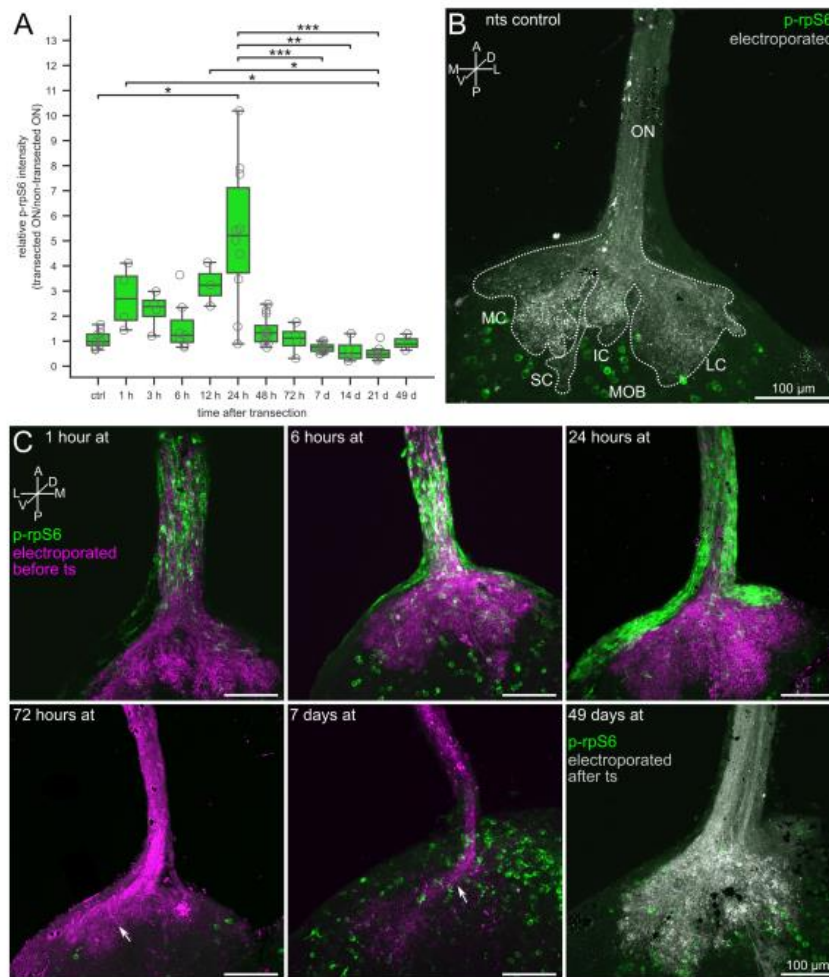 A
13
12
11
10
9
8
7
6
5
4
3
2
1
0
relative p-rpS6 intensity
(transected ON/non-transected ON)
***
**
***
*
*
*
ctrl 1 h 3 h 6 h 12 h 24 h 48 h 72 h 7 d 14 d 21 d 49 d
time after transection
B
nts control
p-rpS6
electroporated
A
D
M L
V
P
ON
MC
IC
LC
SC
MOB
100 µm
C
1 hour at
A
D
L M
V
P
p-rpS6
electroporated
before ts
6 hours at
24 hours at
72 hours at
7 days at
49 days at
p-rpS6
electroporated
after ts
100 µm